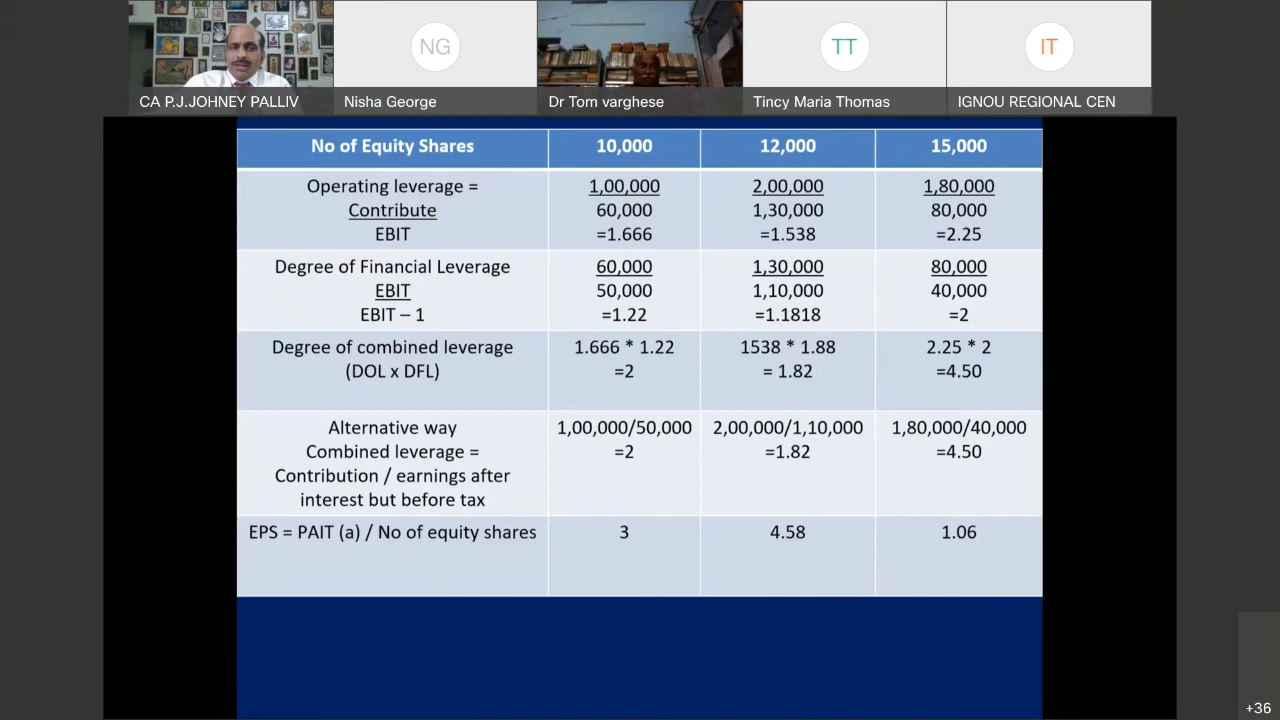 NG
TT
IT
CA P.J.JOHNEY PALLIV
Nisha George
Dr Tom varghese
Tincy Maria Thomas
IGNOU REGIONAL CEN
No of Equity Shares 10,000 12,000 15,000
Operating leverage = 1,00,000 2,00,000 1,80,000
Contribute 60,000 1,30,000 80,000
EBIT =1.666 =1.538 =2.25
Degree of Financial Leverage 60,000 1,30,000 80,000
EBIT 50,000 1,10,000 40,000
EBIT – 1 =1.22 =1.1818 =2
Degree of combined leverage 1.666 * 1.22 1538 * 1.88 2.25 * 2
(DOL x DFL) =2 = 1.82 =4.50
Alternative way 1,00,000/50,000 2,00,000/1,10,000 1,80,000/40,000
Combined leverage = =2 =1.82 =4.50
Contribution / earnings after
interest but before tax
EPS = PAIT (a) / No of equity shares 3 4.58 1.06
+36